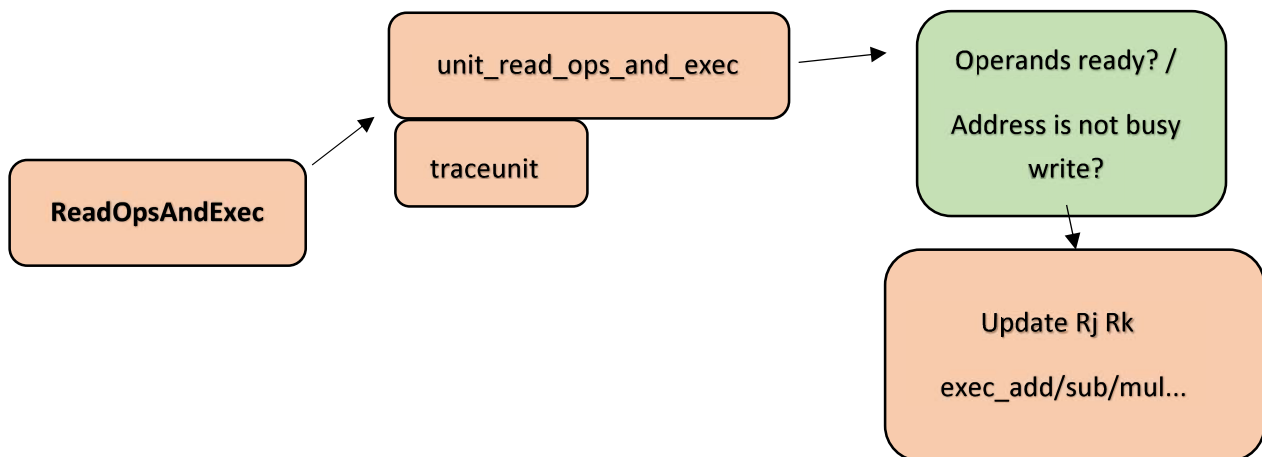 ReadOpsAndExec
unit_read_ops_and_exec
traceunit
Operands ready? /
Address is not busy
write?
Update Rj Rk
exec_add/sub/mul...